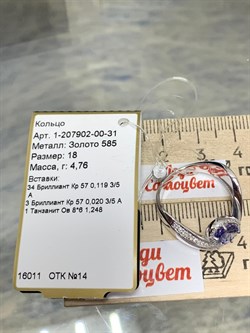 Кольцо
Арт. 1-207902-00-31
Металл: Золото 585
Размер: 18
Масса, г: 4,76
Вставки:
34 Бриллиант Кр 57 0,119 3/5 А
3 Бриллиант Кр 57 0,020 3/5 А
1 Танзанит Ов 8*6 1,248
16011 ОТК №14